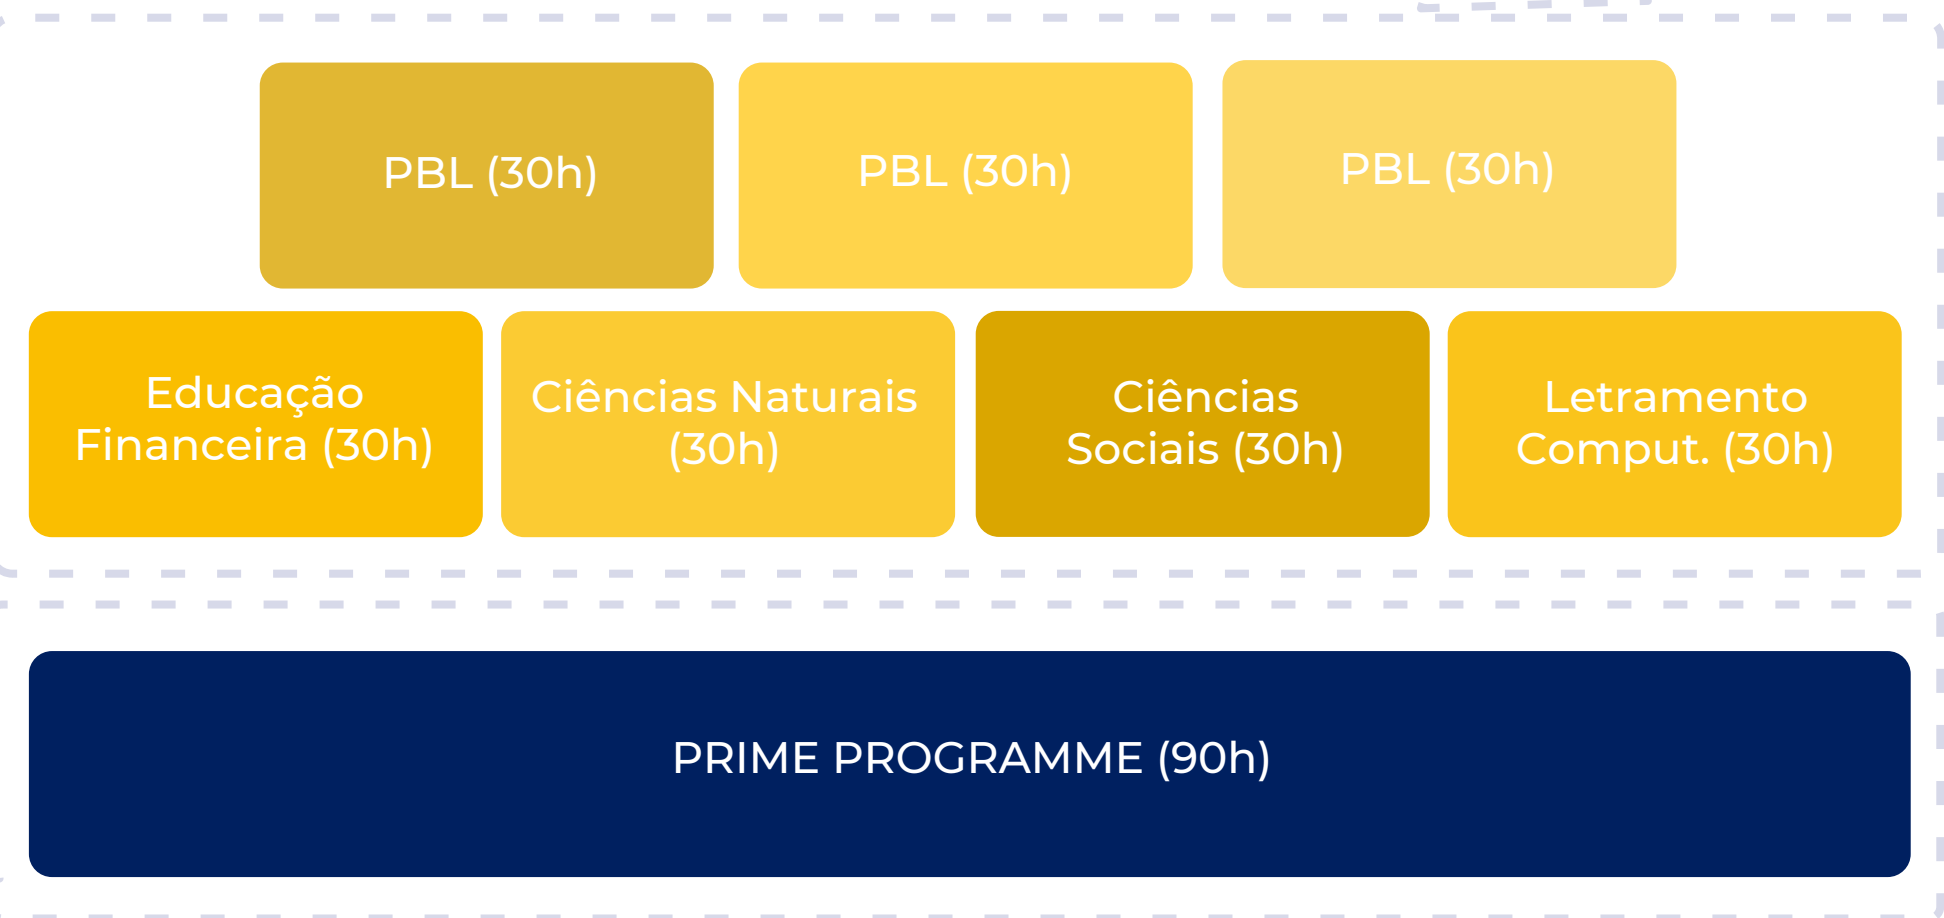 PBL (30h)
PBL (30h)
PBL (30h)
Educação
Financeira (30h)
Ciências Naturais
(30h)
Ciências
Sociais (30h)
Letramento
Comput. (30h)
PRIME PROGRAMME (90h)